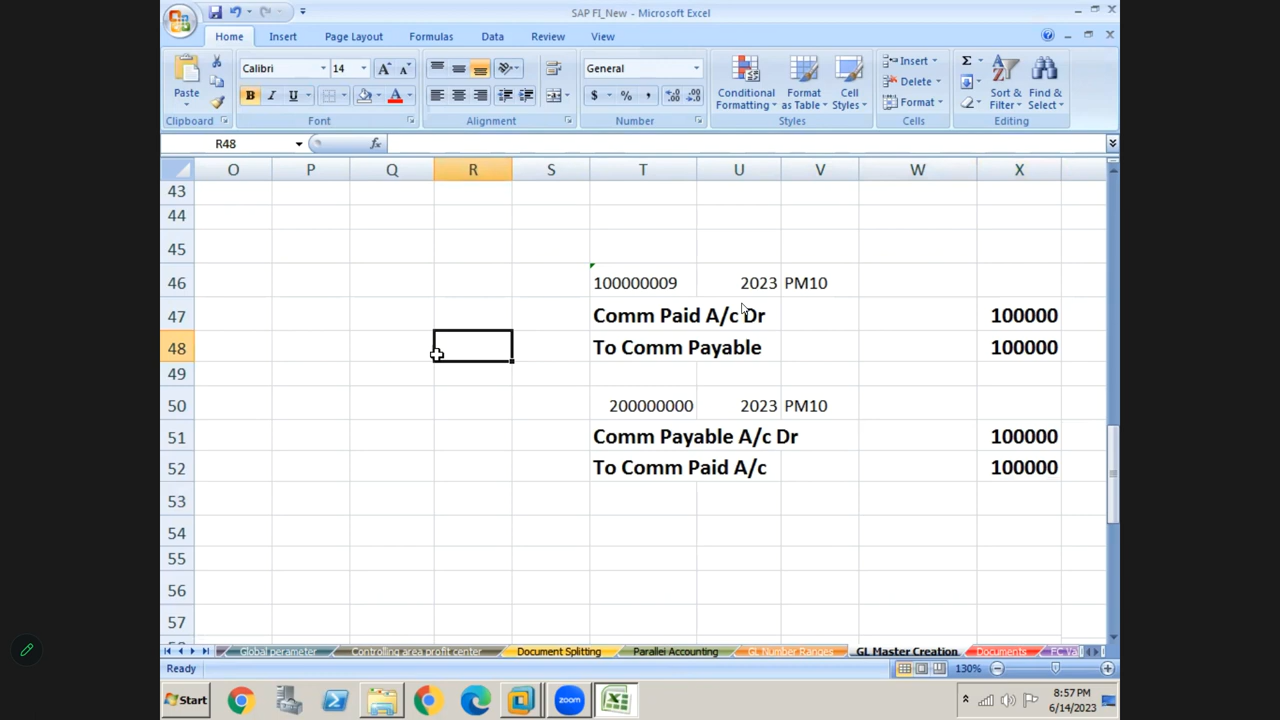 SAP FI_New - Microsoft Excel
Home Insert Page Layout Formulas Data Review View
Paste
Calibri 14
General
Conditional Formatting
Format as Table
Cell Styles
Insert
Delete
Format
Sort & Filter
Find & Select
Clipboard Font Alignment Number Styles Cells Editing
R48
O P Q R S T U V W X
43
44
45
46 100000009 2023 PM10
47 Comm Paid A/c Dr 100000
48 To Comm Payable 100000
49
50 200000000 2023 PM10
51 Comm Payable A/c Dr 100000
52 To Comm Paid A/c 100000
53
54
55
56
57
Global perameter Controlling area profit center Document Splitting Parallel Accounting GL Number Ranges GL Master Creation Documents
Ready 130%
Start zoom 8:57 PM
6/14/2023